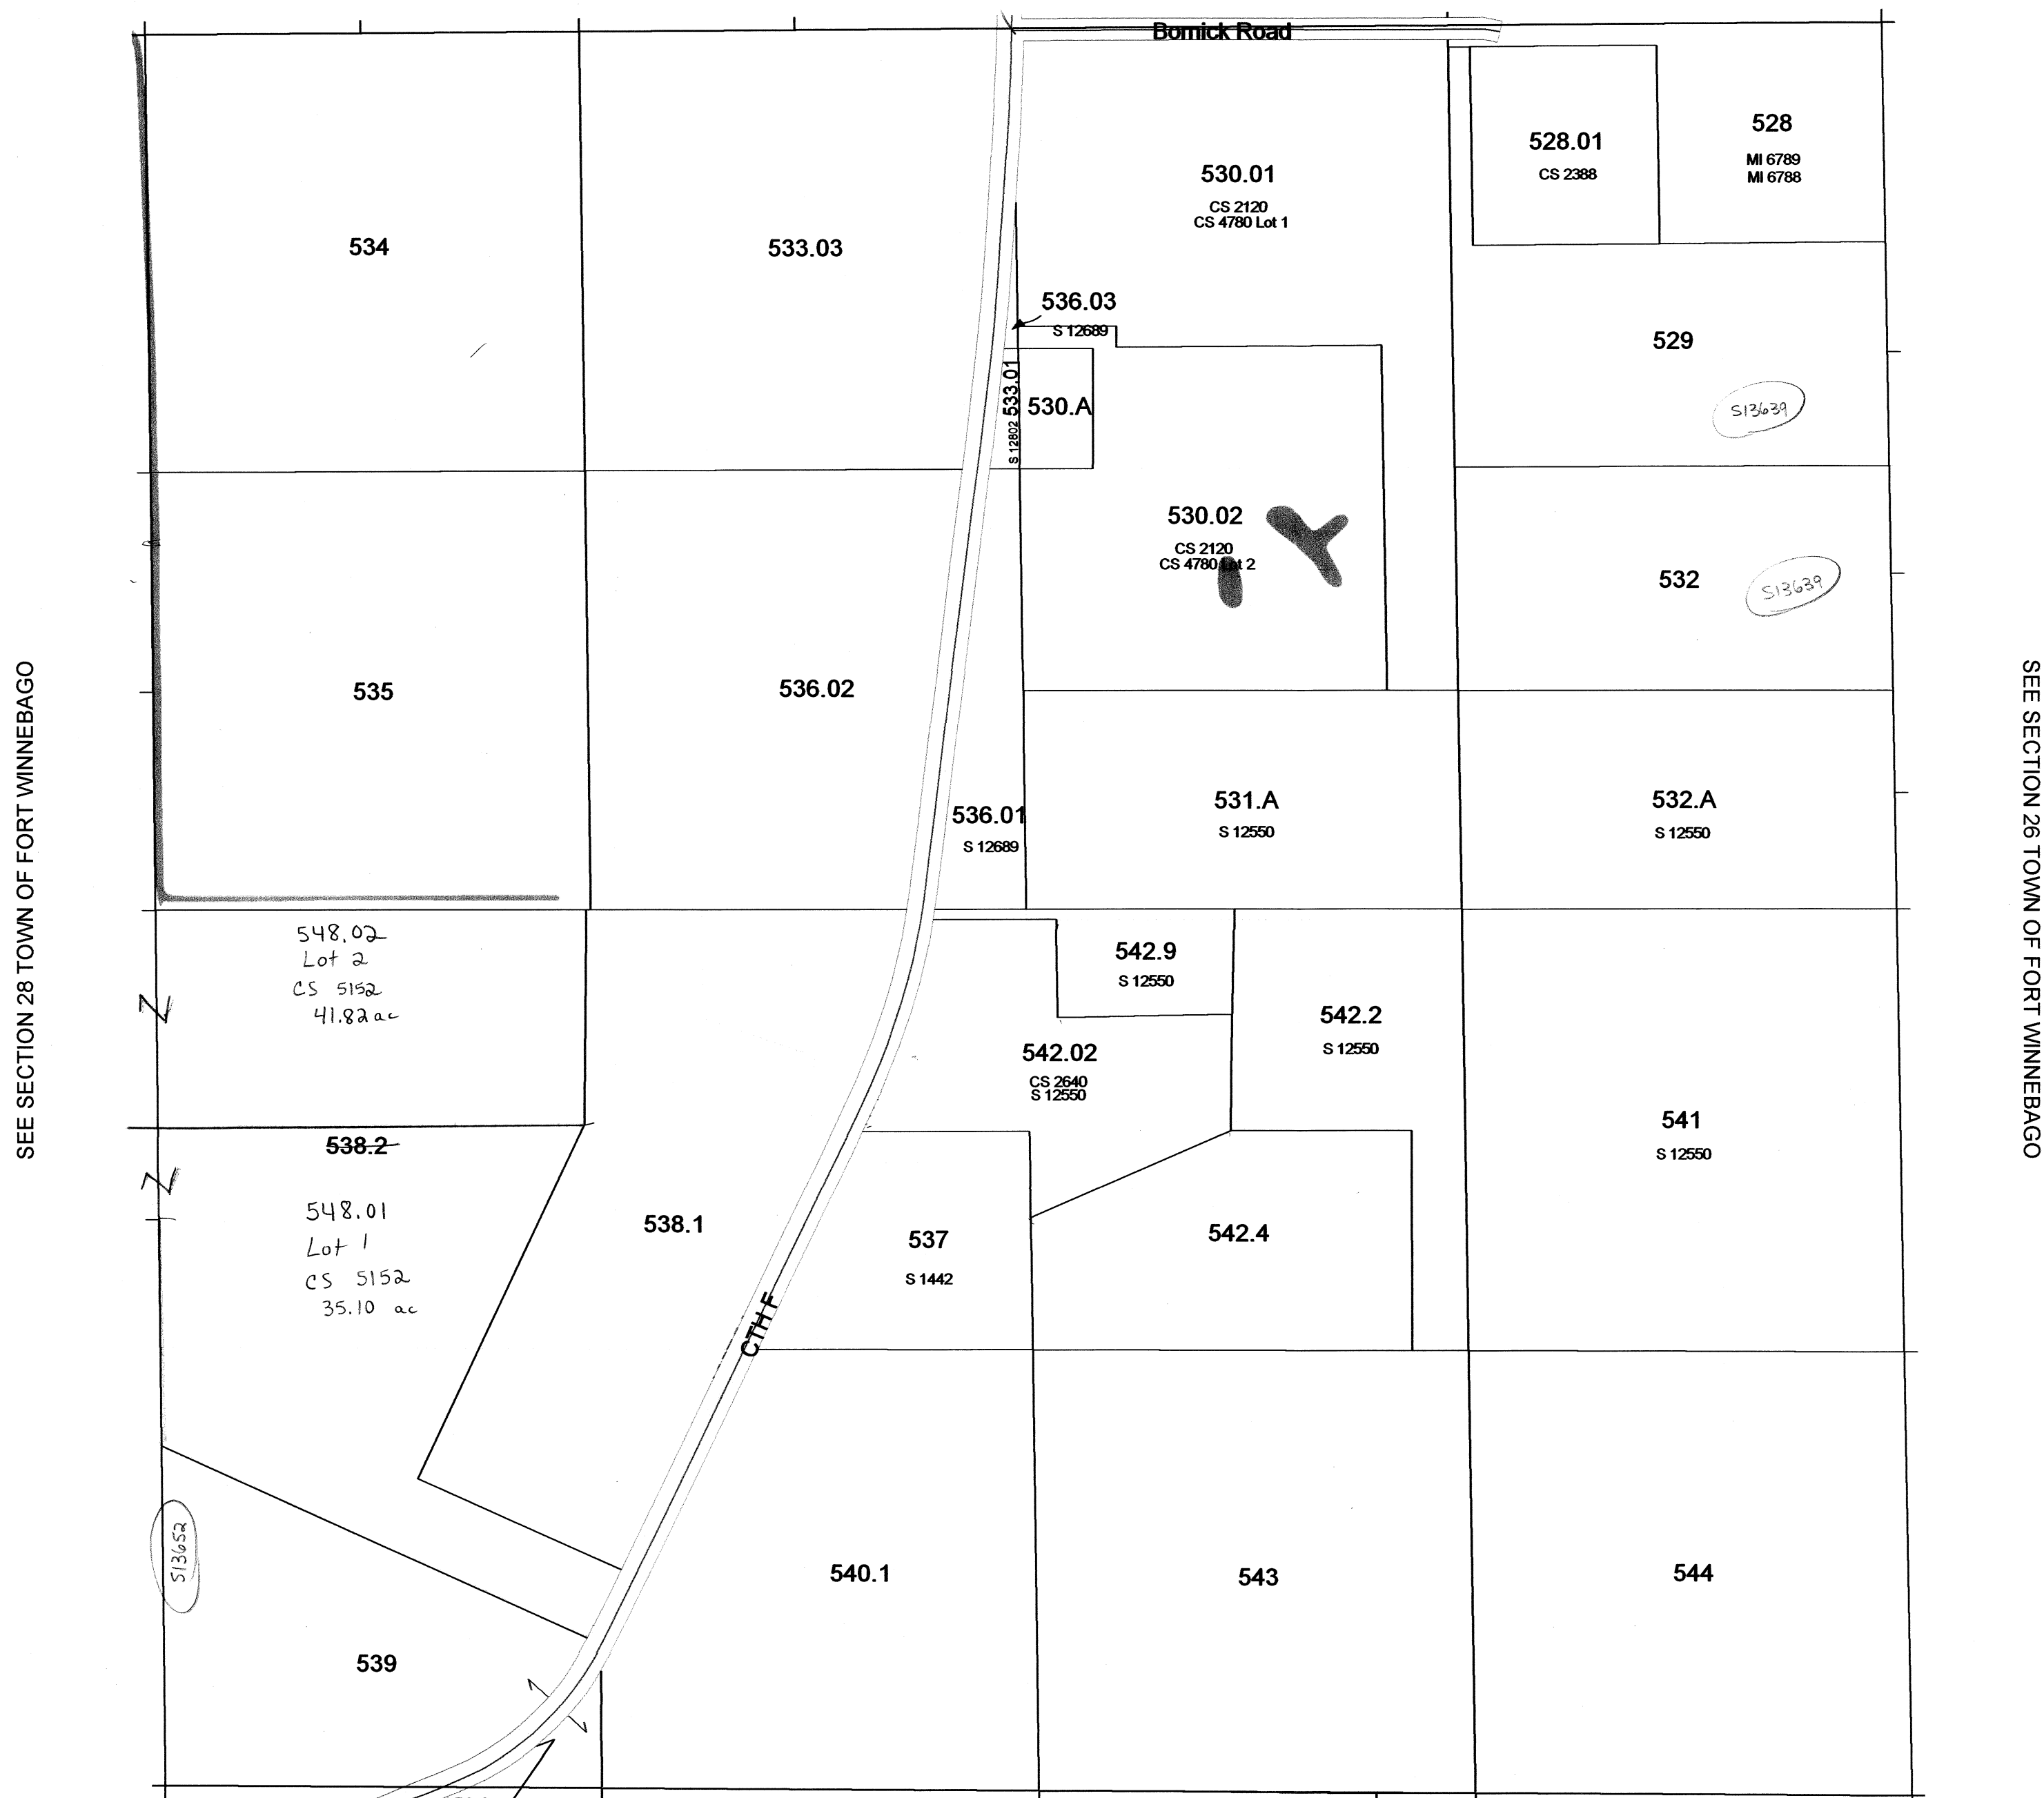 Bornick Road
534
533.03
530.01
CS 2120
CS 4780 Lot 1
528.01
CS 2388
528
MI 6789
MI 6788
536.03
S 12689
529
S13639
S 12802 533.01
530.A
530.02
CS 2120
CS 4780 Lot 2
532
S13639
535
536.02
536.01
S 12689
531.A
S 12550
532.A
S 12550
SEE SECTION 28 TOWN OF FORT WINNEBAGO
SEE SECTION 26 TOWN OF FORT WINNEBAGO
548.02
Lot 2
CS 5152
41.82 ac
542.9
S 12550
542.2
S 12550
542.02
CS 2640
S 12550
541
S 12550
538.2
548.01
Lot 1
CS 5152
35.10 ac
538.1
537
S 1442
542.4
CTH F
S13652
539
540.1
543
544